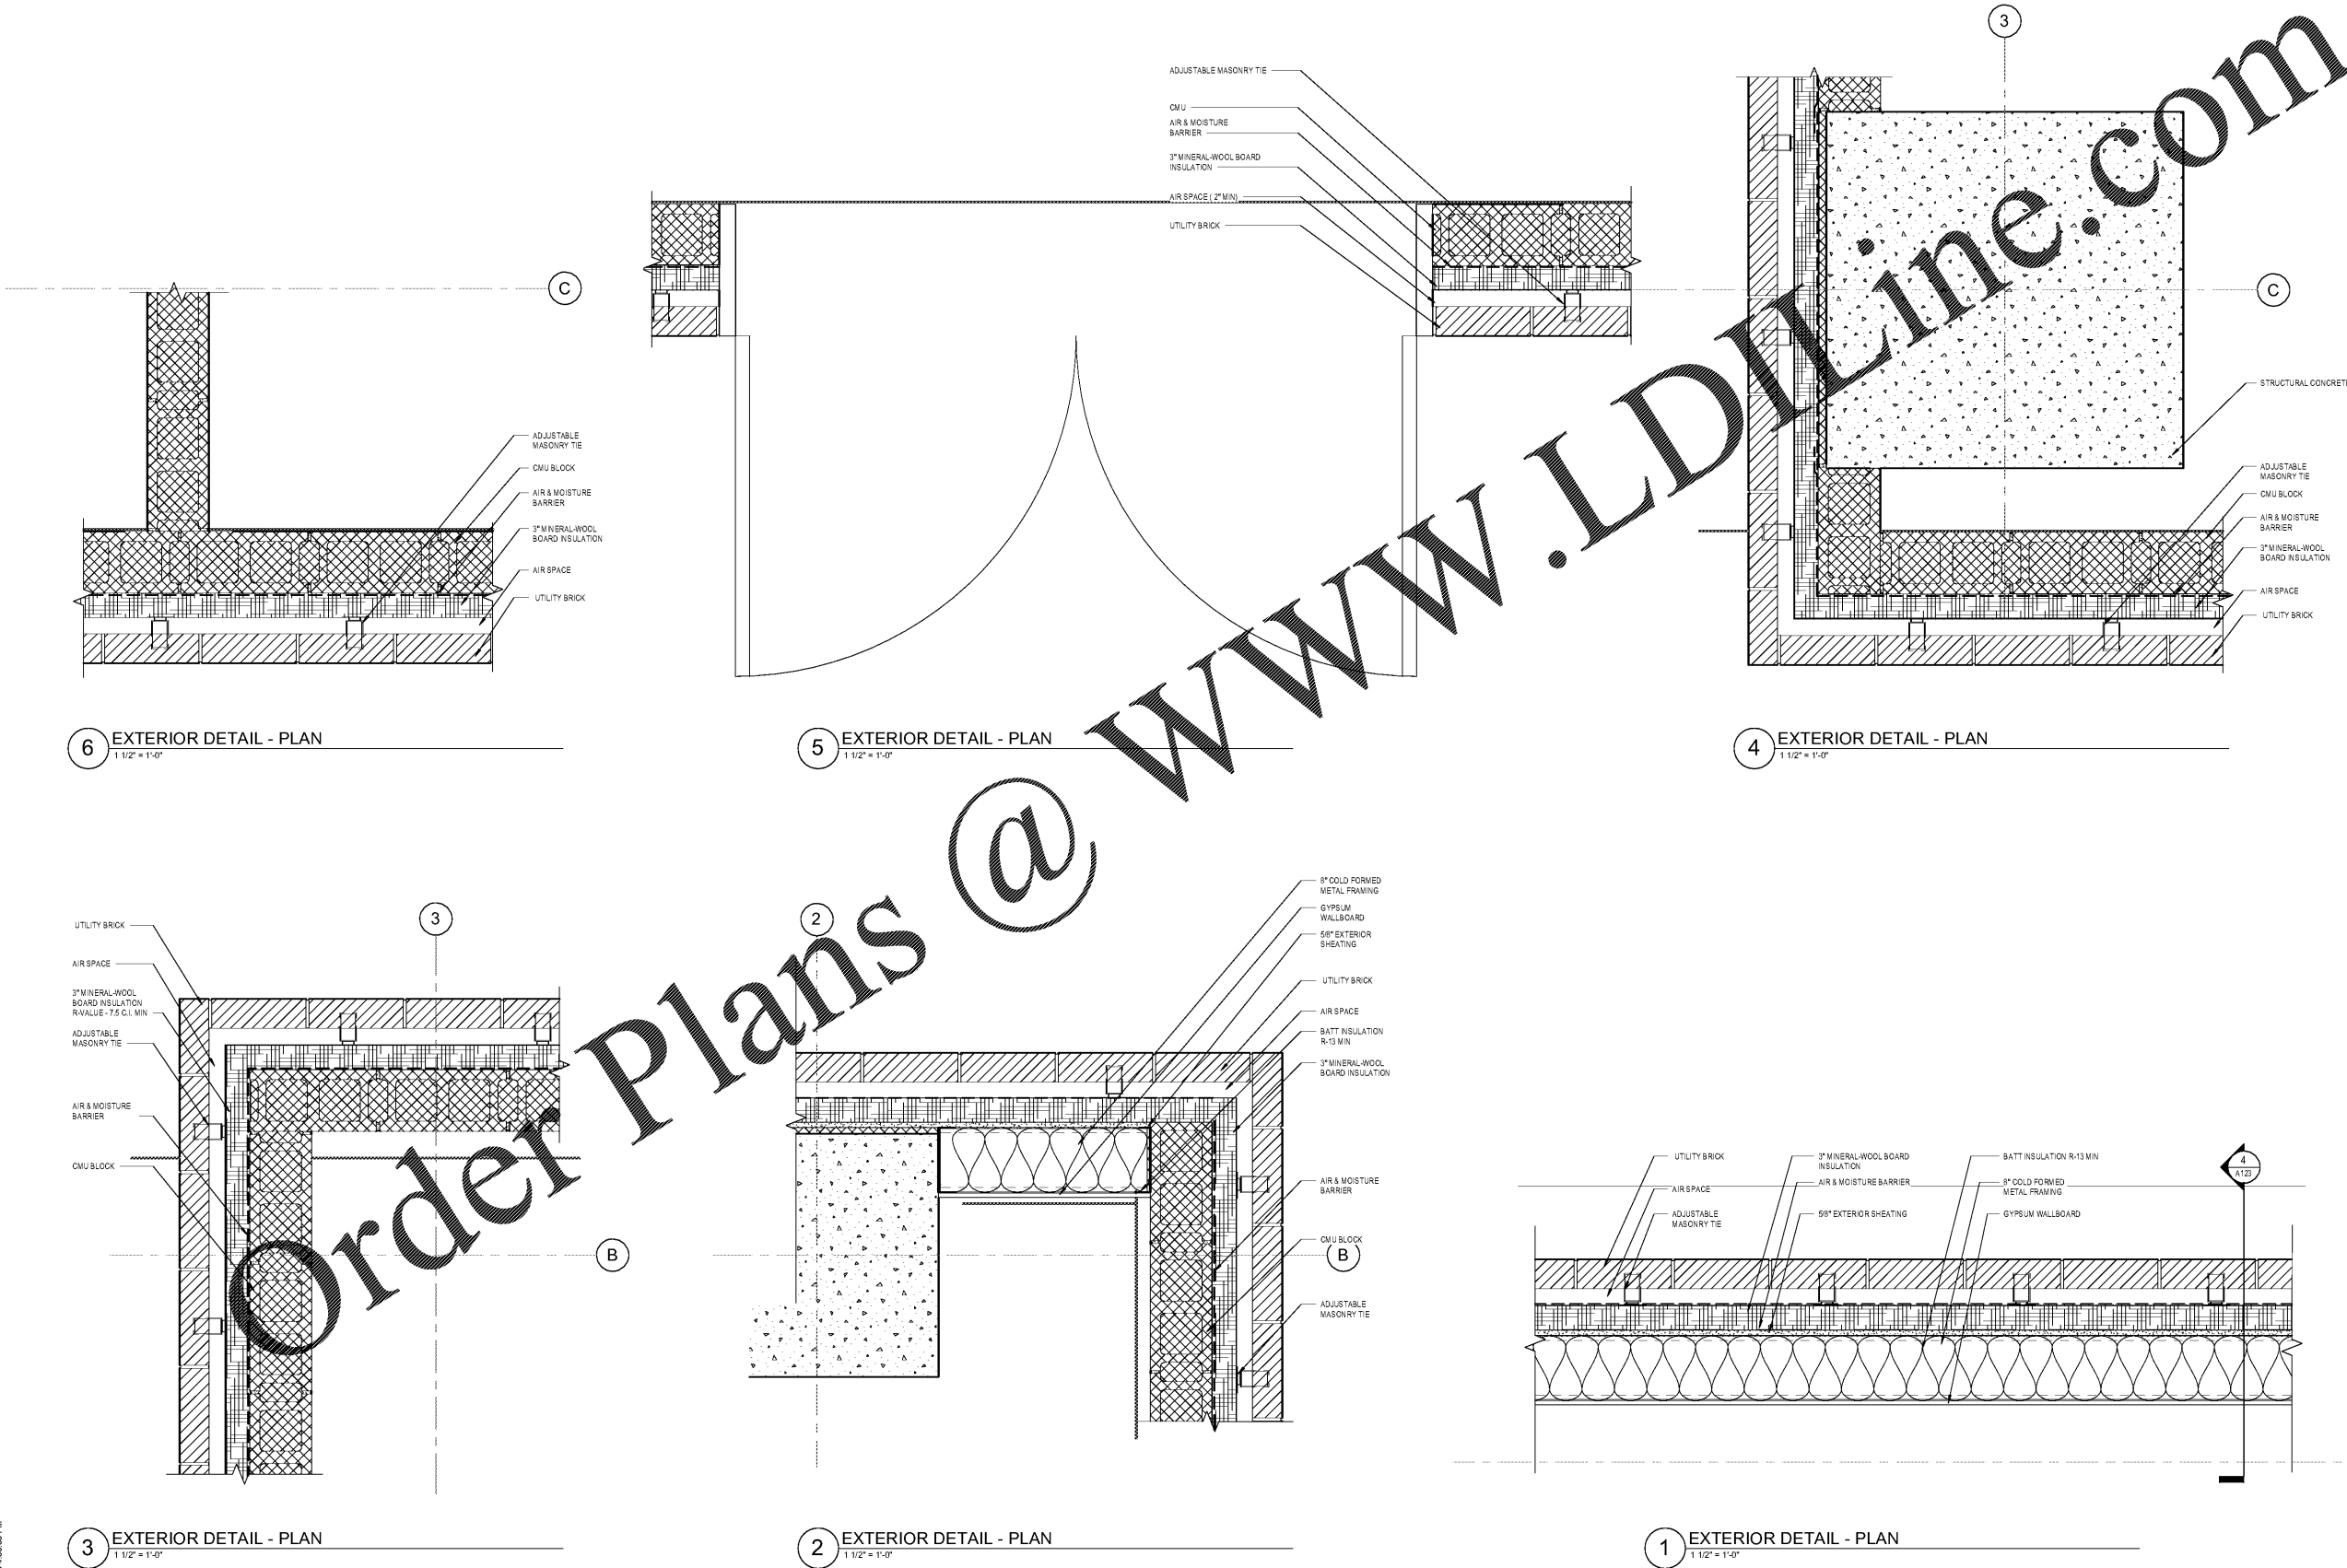 3
ADJUSTABLE MASONRY TIE
CMU
AIR & MOISTURE
BARRIER
3" MINERAL-WOOL BOARD
INSULATION
AIR SPACE ( 2" MIN)
UTILITY BRICK
C
C
STRUCTURAL CONCRET
ADJUSTABLE
MASONRY TIE
CMU BLOCK
AIR & MOISTURE
BARRIER
3" MINERAL-WOOL
BOARD INSULATION
AIR SPACE
UTILITY BRICK
ADJUSTABLE
MASONRY TIE
CMU BLOCK
AIR & MOISTURE
BARRIER
3" MINERAL-WOOL
BOARD INSULATION
AIR SPACE
UTILITY BRICK
6 EXTERIOR DETAIL - PLAN
1 1/2" = 1'-0"
5 EXTERIOR DETAIL - PLAN
1 1/2" = 1'-0"
4 EXTERIOR DETAIL - PLAN
1 1/2" = 1'-0"
Order Plans @ WWW.LDILine.com
UTILITY BRICK
AIR SPACE
3" MINERAL-WOOL
BOARD INSULATION
R-VALUE - 7.5 C.I. MIN
ADJUSTABLE
MASONRY TIE
AIR & MOISTURE
BARRIER
CMU BLOCK
3
B
2
8" COLD FORMED
METAL FRAMING
GYPSUM
WALLBOARD
5/8" EXTERIOR
SHEATING
UTILITY BRICK
AIR SPACE
BATT INSULATION
R-13 MIN
3" MINERAL-WOOL
BOARD INSULATION
AIR & MOISTURE
BARRIER
CMU BLOCK
B
ADJUSTABLE
MASONRY TIE
UTILITY BRICK
AIR SPACE
ADJUSTABLE
MASONRY TIE
3" MINERAL-WOOL BOARD
INSULATION
AIR & MOISTURE BARRIER
5/8" EXTERIOR SHEATING
BATT INSULATION R-13 MIN
8" COLD FORMED
METAL FRAMING
GYPSUM WALLBOARD
4
A123
3 EXTERIOR DETAIL - PLAN
1 1/2" = 1'-0"
2 EXTERIOR DETAIL - PLAN
1 1/2" = 1'-0"
1 EXTERIOR DETAIL - PLAN
1 1/2" = 1'-0"